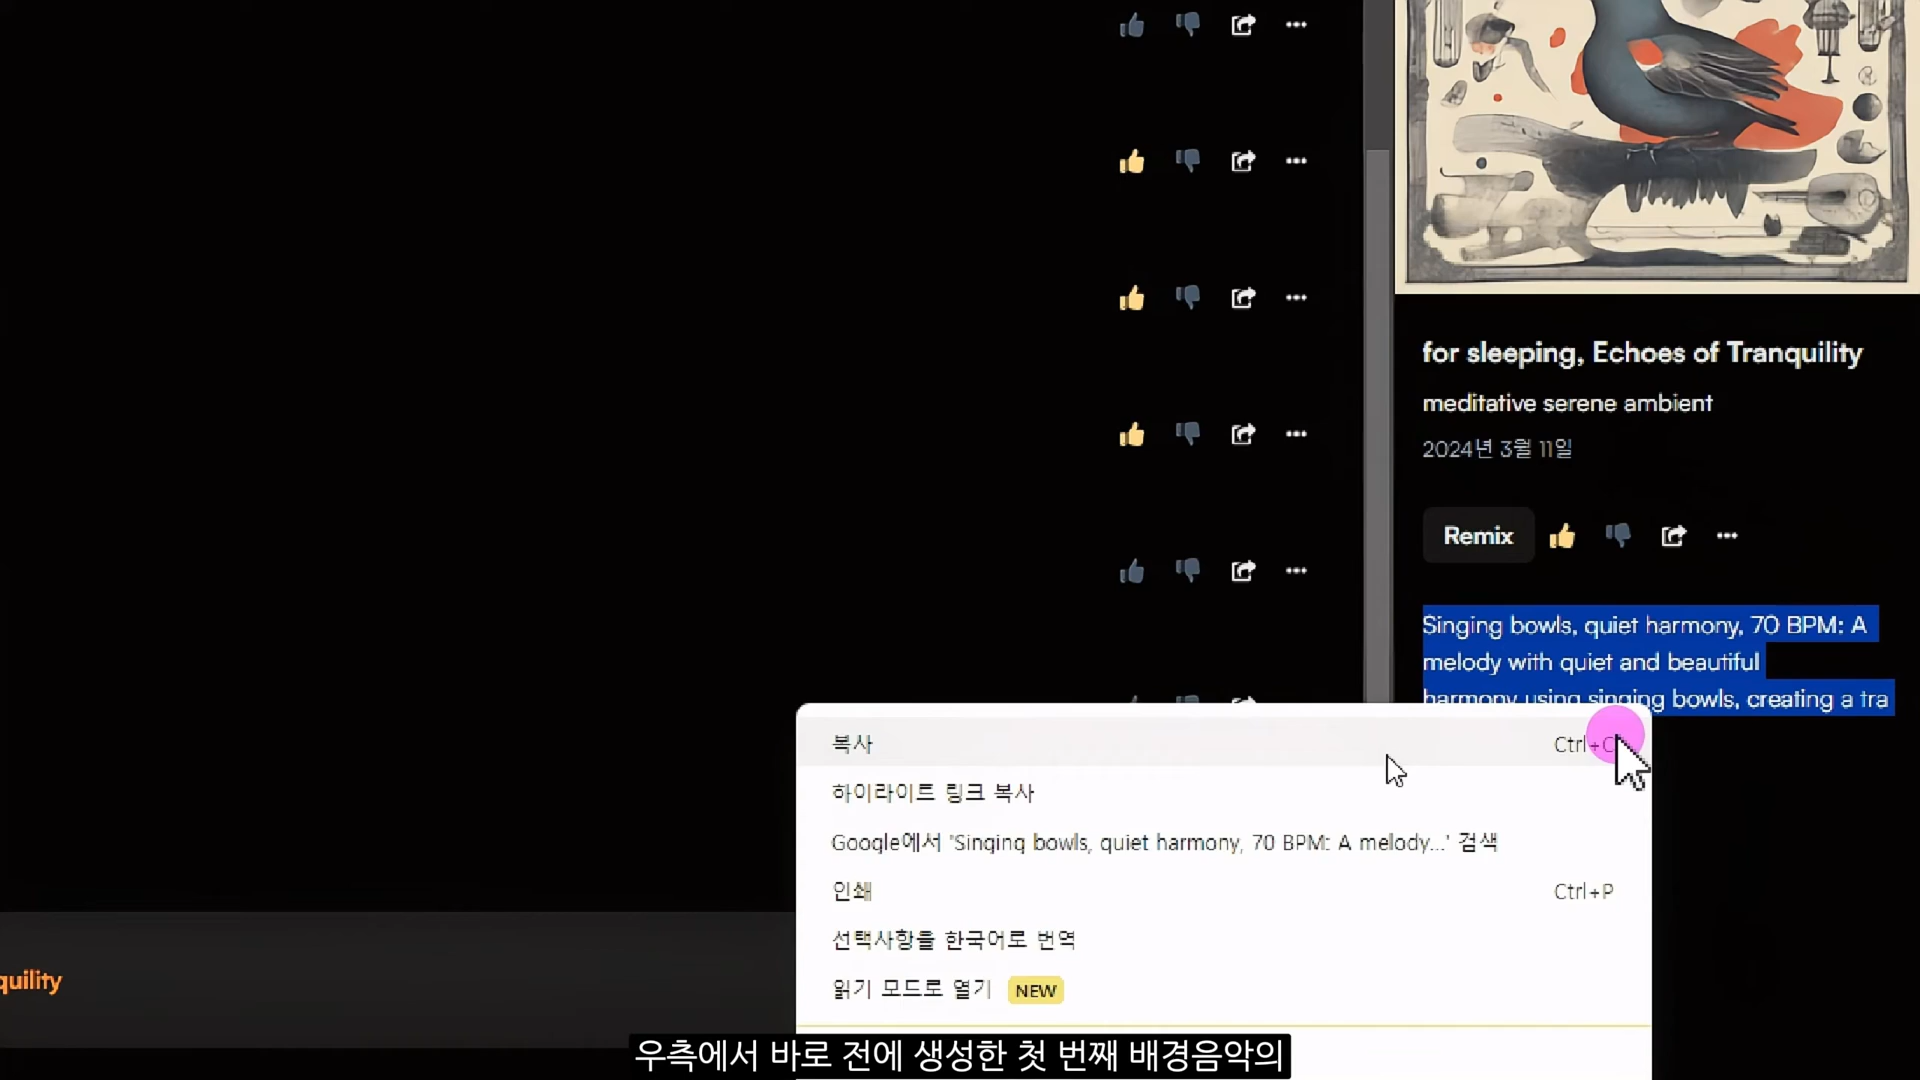 for sleeping, Echoes of Tranquility
meditative serene ambient
2024년 3월 11일
Remix
Singing bowls, quiet harmony, 70 BPM: A
melody with quiet and beautiful
harmony using singing bowls, creating a tra
복사 Ctrl+C
하이라이트 링크 복사
Google에서 'Singing bowls, quiet harmony, 70 BPM: A melody...' 검색
인쇄 Ctrl+P
선택사항을 한국어로 번역
읽기 모드로 열기 NEW
quility
우측에서 바로 전에 생성한 첫 번째 배경음악의